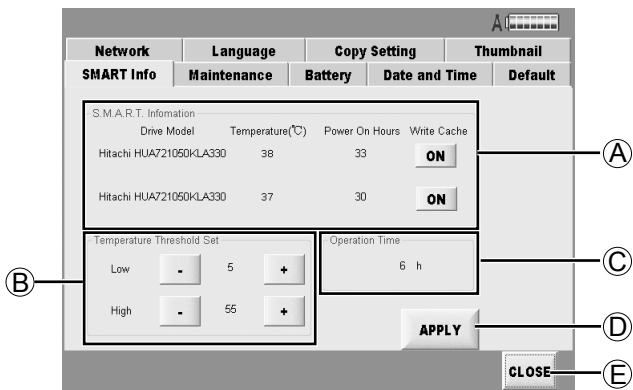 A
Network Language Copy Setting Thumbnail
SMART Info Maintenance Battery Date and Time Default
S.M.A.R.T. Infomation
Drive Model Temperature(℃) Power On Hours Write Cache
Hitachi HUA721050KLA330 38 33 ON
A
Hitachi HUA721050KLA330 37 30 ON
Temperature Threshold Set Operation Time
Low - 5 + 6 h
C
B
High - 55 +
APPLY
D
CLOSE
E